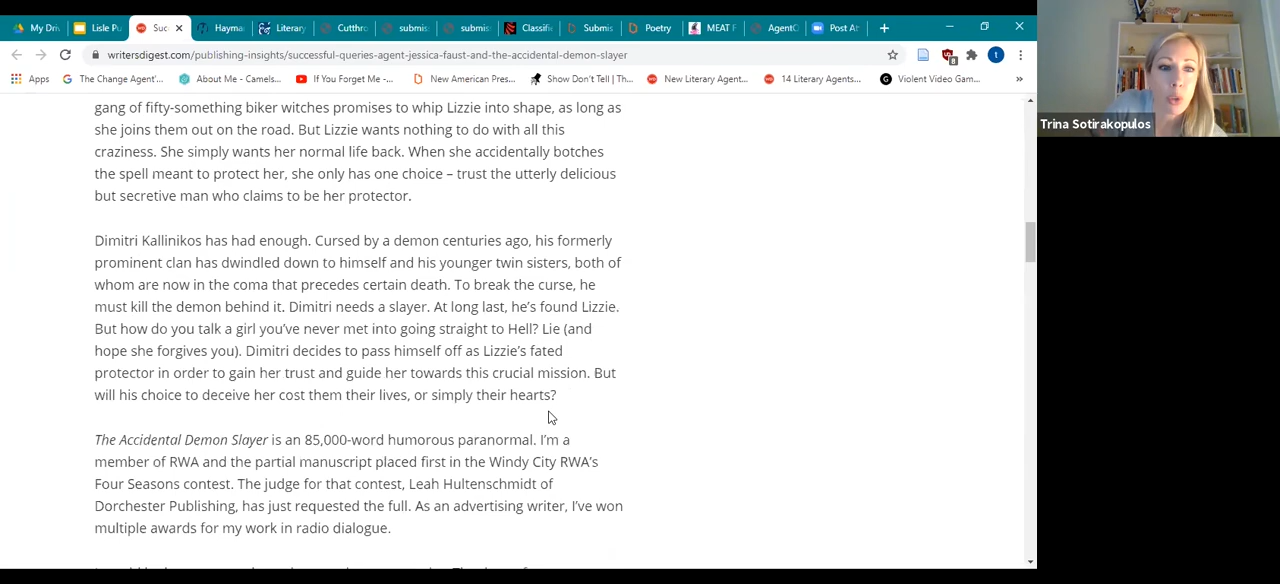 My Dri
Lisle Pu
Suc
Hayma
Literary
Cutthro
submis
submis
Classifi
Submis
Poetry
MEAT F
AgentC
Post At
writersdigest.com/publishing-insights/successful-queries-agent-jessica-faust-and-the-accidental-demon-slayer
8
t
Apps
The Change Agent'...
About Me - Camels...
If You Forget Me -...
New American Pres...
Show Don't Tell | Th...
New Literary Agent...
14 Literary Agents...
G
Violent Video Gam...
»
gang of fifty-something biker witches promises to whip Lizzie into shape, as long as
she joins them out on the road. But Lizzie wants nothing to do with all this
craziness. She simply wants her normal life back. When she accidentally botches
the spell meant to protect her, she only has one choice – trust the utterly delicious
but secretive man who claims to be her protector.
Dimitri Kallinikos has had enough. Cursed by a demon centuries ago, his formerly
prominent clan has dwindled down to himself and his younger twin sisters, both of
whom are now in the coma that precedes certain death. To break the curse, he
must kill the demon behind it. Dimitri needs a slayer. At long last, he's found Lizzie.
But how do you talk a girl you've never met into going straight to Hell? Lie (and
hope she forgives you). Dimitri decides to pass himself off as Lizzie's fated
protector in order to gain her trust and guide her towards this crucial mission. But
will his choice to deceive her cost them their lives, or simply their hearts?
The Accidental Demon Slayer is an 85,000-word humorous paranormal. I'm a
member of RWA and the partial manuscript placed first in the Windy City RWA's
Four Seasons contest. The judge for that contest, Leah Hultenschmidt of
Dorchester Publishing, has just requested the full. As an advertising writer, I've won
multiple awards for my work in radio dialogue.
Trina Sotirakopulos